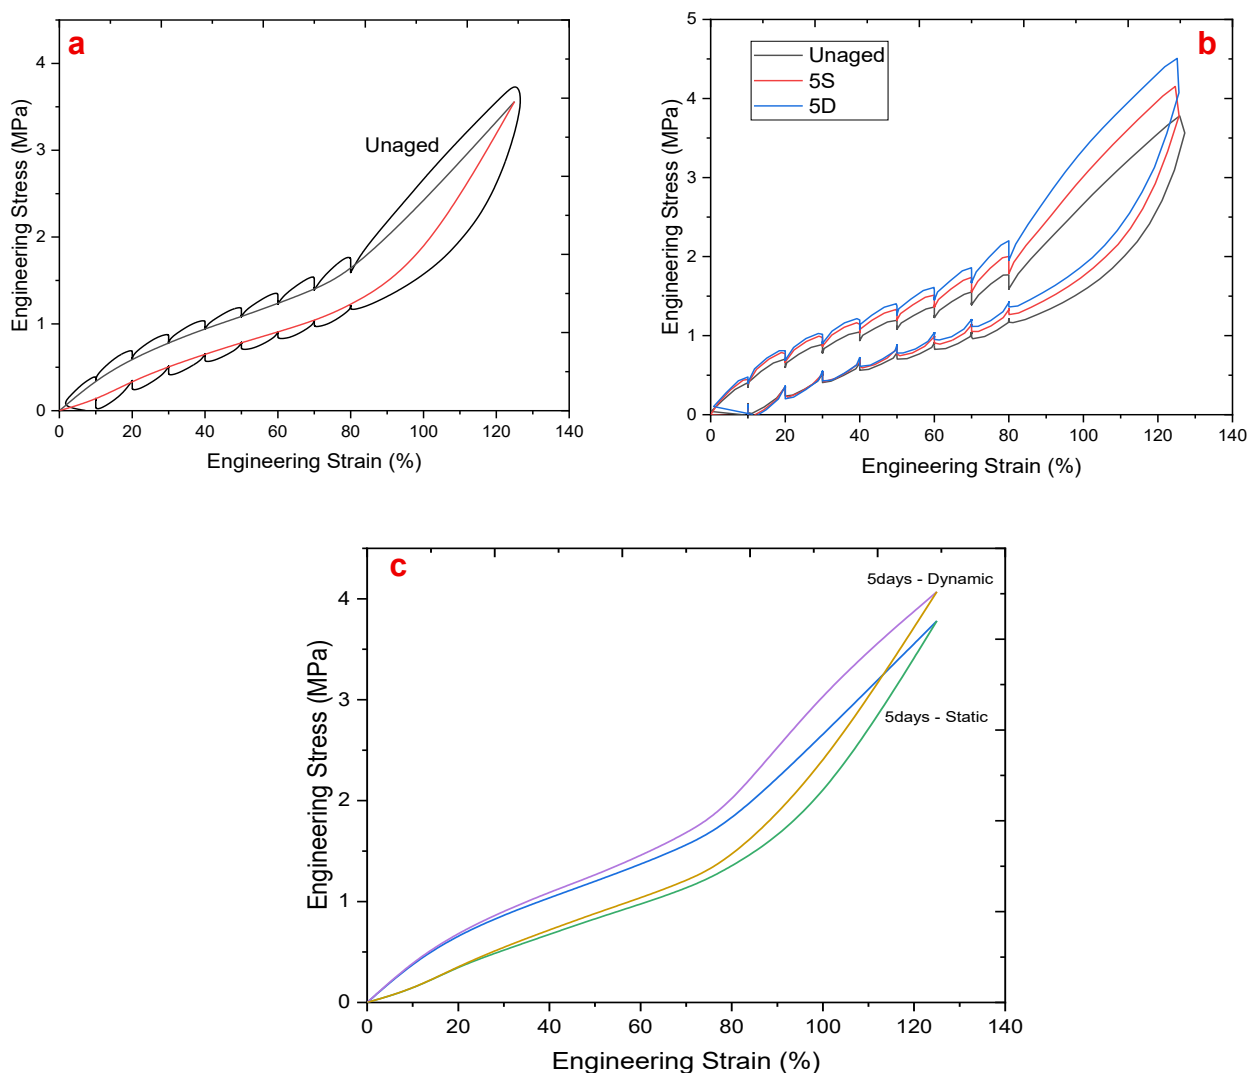 a
4
3
2
1
0
0 20 40 60 80 100 120 140
Engineering Stress (MPa)
Engineering Strain (%)
Unaged
b
5
4
3
2
1
0
0 20 40 60 80 100 120 140
Engineering Stress (MPa)
Engineering Strain (%)
Unaged
5S
5D
c
4
3
2
1
0
0 20 40 60 80 100 120 140
Engineering Stress (MPa)
Engineering Strain (%)
5days - Dynamic
5days - Static